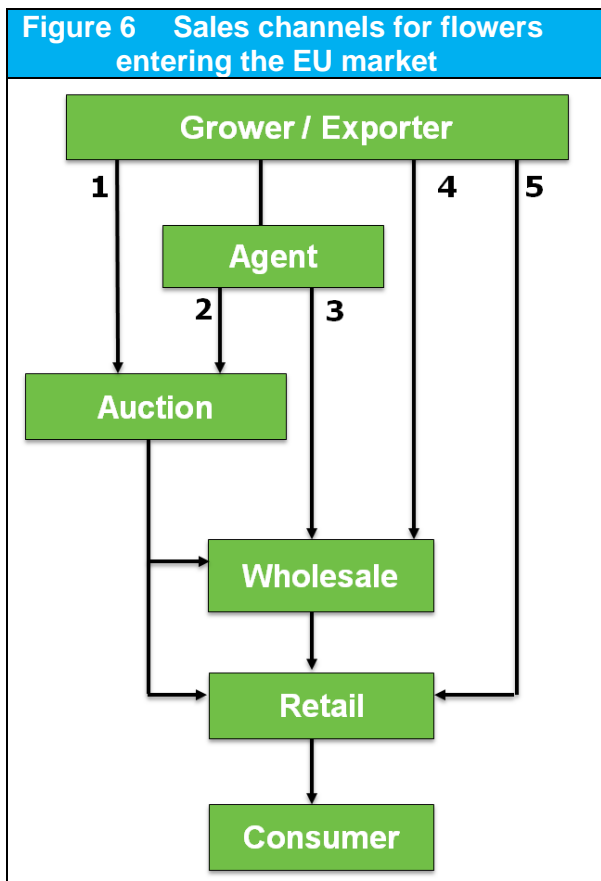 Figure 6 Sales channels for flowers
entering the EU market
Grower / Exporter
1
4
5
Agent
2
3
Auction
Wholesale
Retail
Consumer